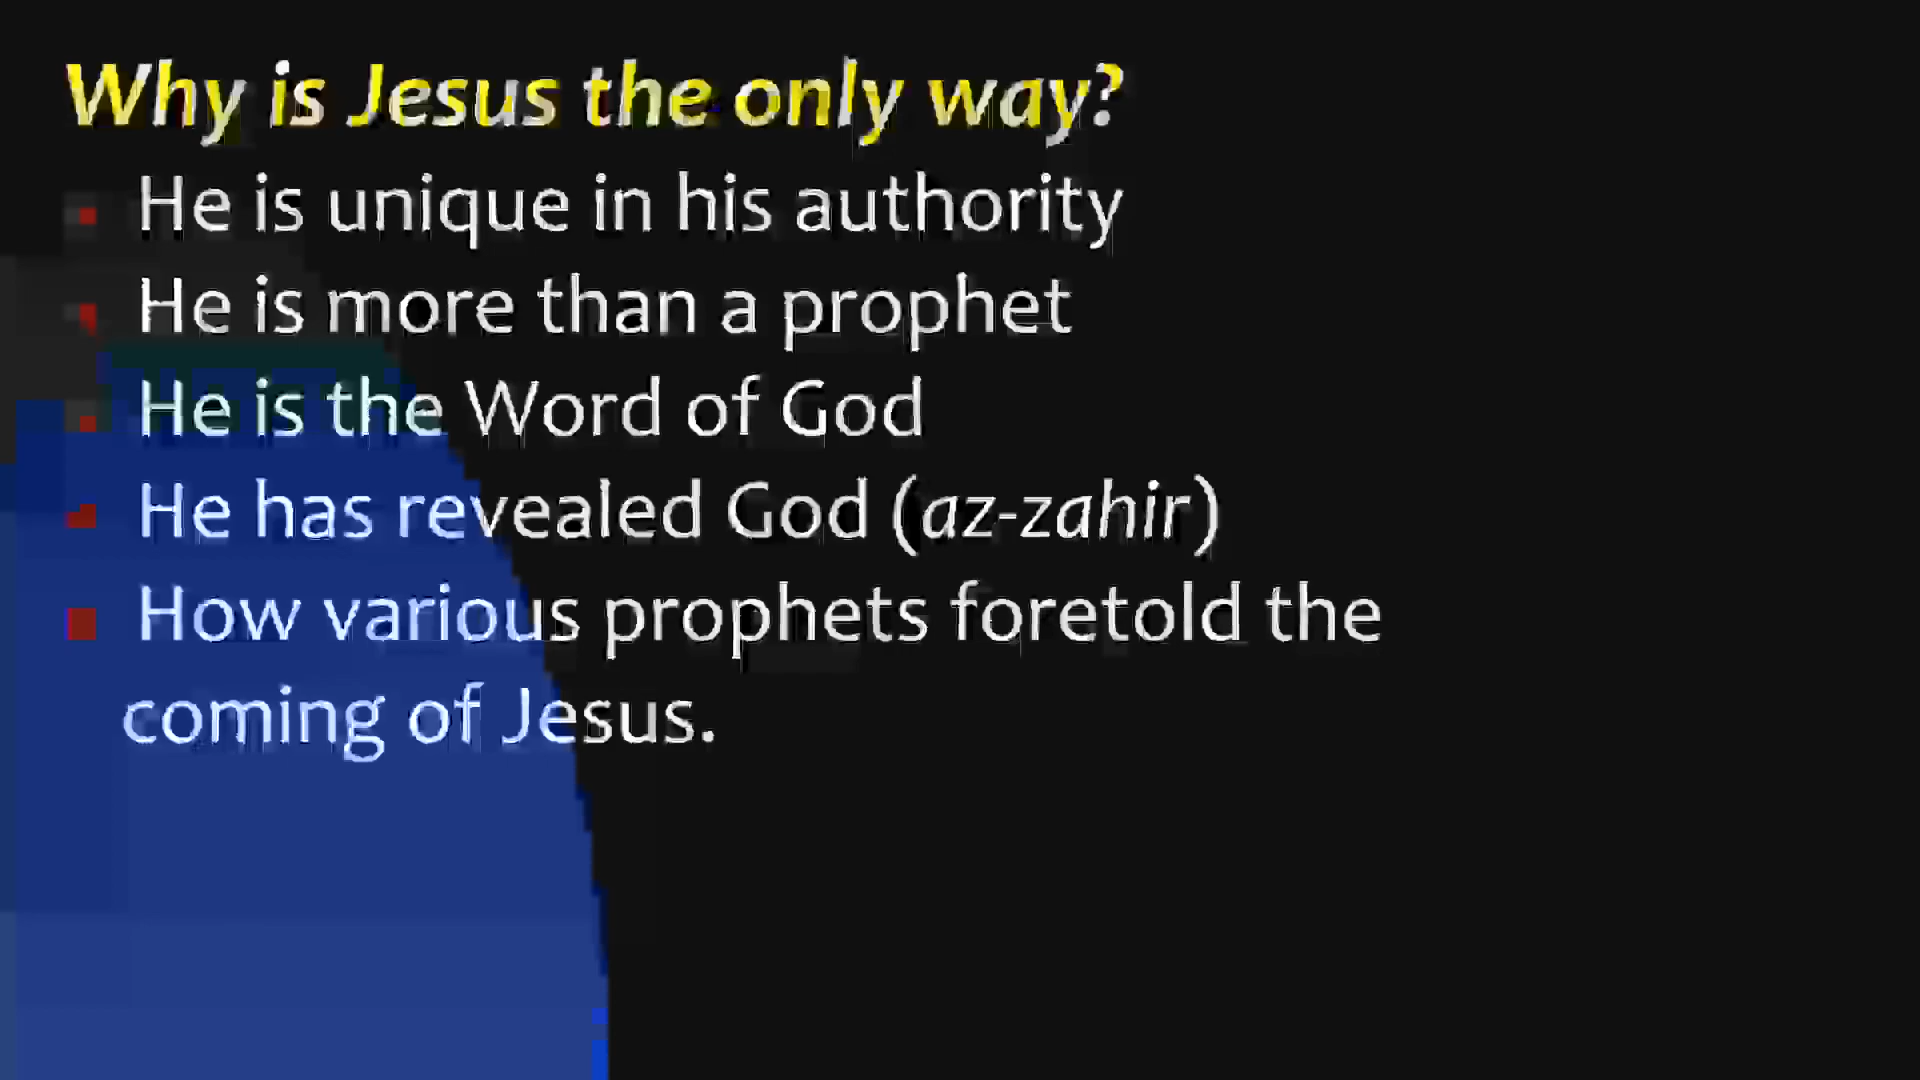 Why is Jesus the only way?
He is unique in his authority
He is more than a prophet
He is the Word of God
He has revealed God (az-zahir)
How various prophets foretold the
coming of Jesus.